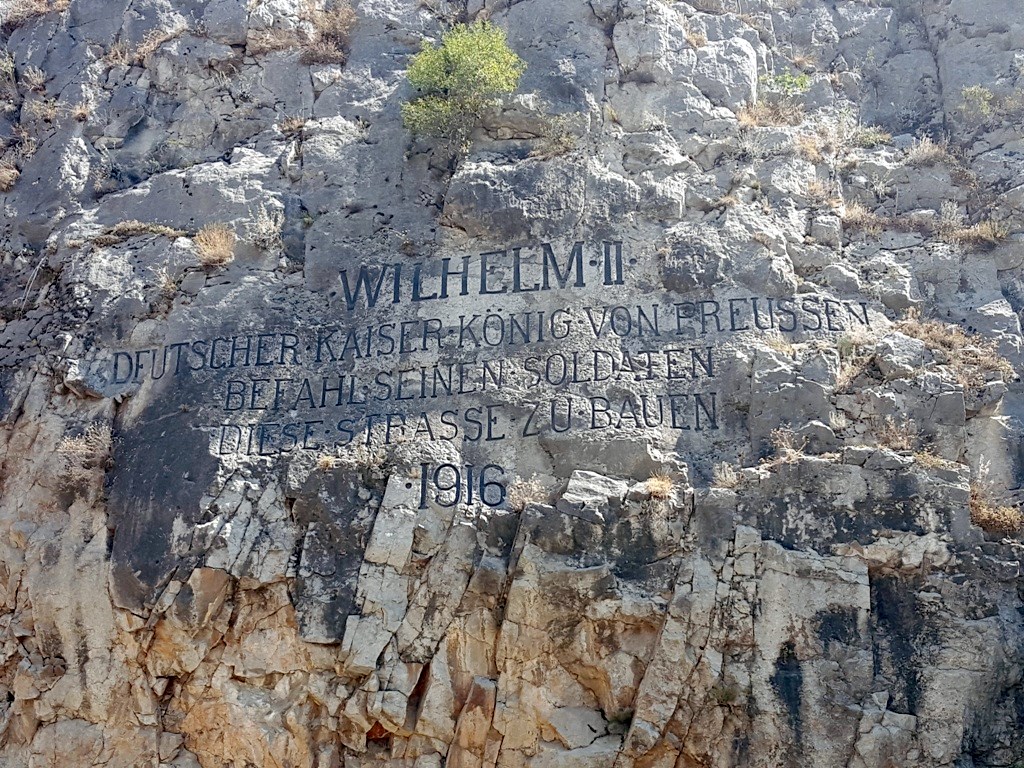 WILHELM·II·
DEUTSCHER·KAISER·KÖNIG·VON·PREUSSEN
BEFAHL·SEINEN·SOLDATEN
DIESE·STRASSE·ZU·BAUEN
·1916·